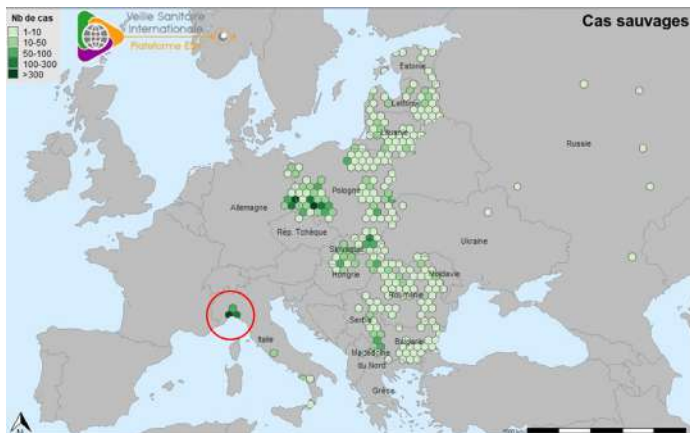 Nb de cas
1-10
10-50
50-100
100-300
>300
Veille Sanitaire
Internationale
Plateforme ESA
Cas sauvages
Estonie
Lettonie
Lituanie
Russie
Allemagne
Pologne
Rép. Tchèque
Ukraine
Slovaquie
Hongrie
Moldavie
Roumanie
Serbie
Italie
Bulgarie
Macédoine
du Nord
Grèce
N